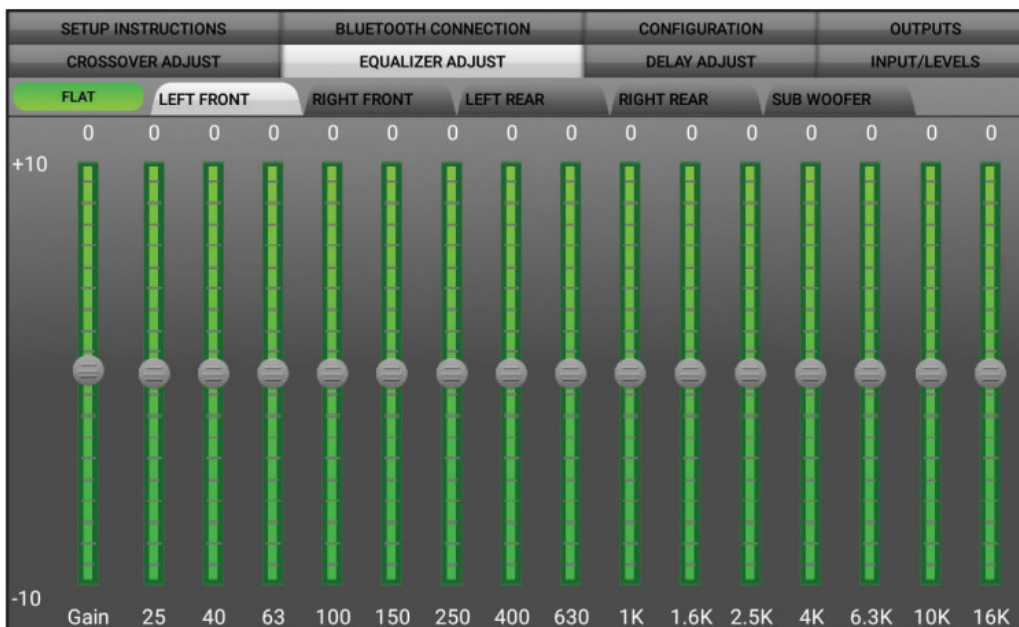 SETUP INSTRUCTIONS BLUETOOTH CONNECTION CONFIGURATION OUTPUTS
CROSSOVER ADJUST EQUALIZER ADJUST DELAY ADJUST INPUT/LEVELS
FLAT LEFT FRONT RIGHT FRONT LEFT REAR RIGHT REAR SUB WOOFER
0 0 0 0 0 0 0 0 0 0 0 0 0 0 0 0
+10
-10
Gain 25 40 63 100 150 250 400 630 1K 1.6K 2.5K 4K 6.3K 10K 16K